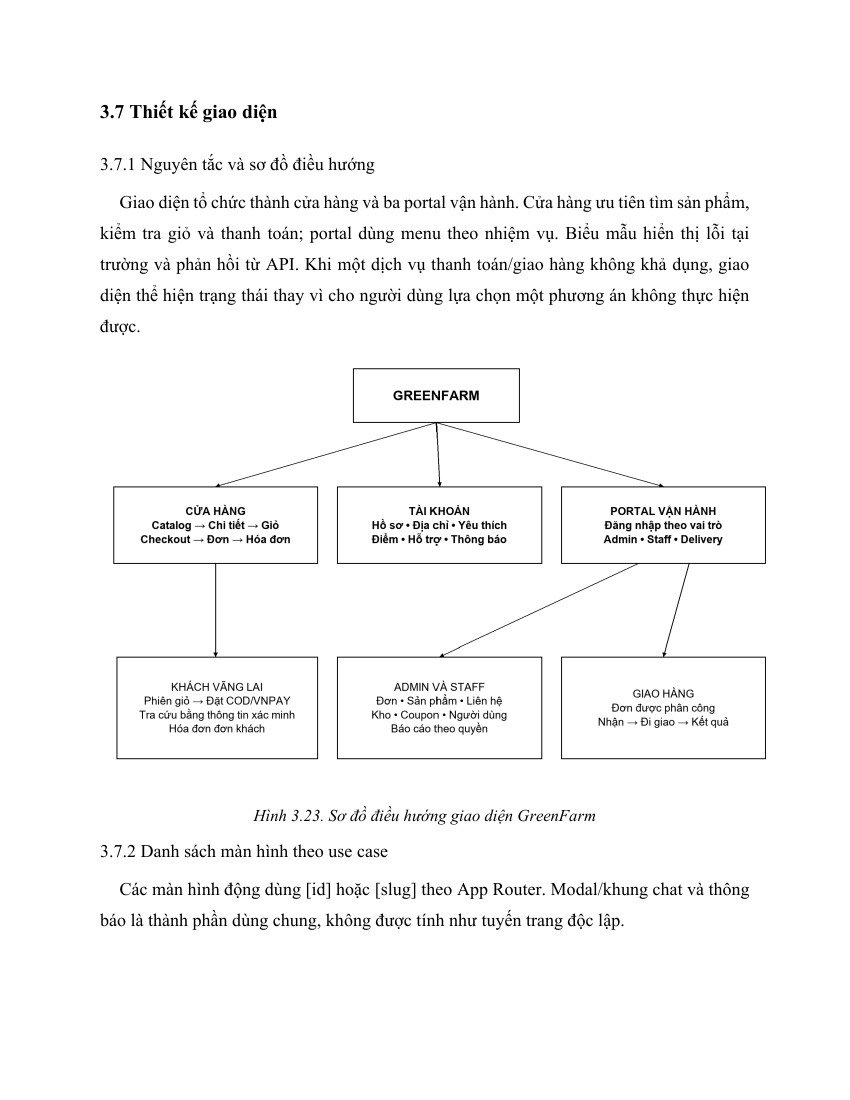 3.7 Thiết kế giao diện
3.7.1 Nguyên tắc và sơ đồ điều hướng
Giao diện tổ chức thành cửa hàng và ba portal vận hành. Cửa hàng ưu tiên tìm sản phẩm,
kiểm tra giỏ và thanh toán; portal dùng menu theo nhiệm vụ. Biểu mẫu hiển thị lỗi tại
trường và phản hồi từ API. Khi một dịch vụ thanh toán/giao hàng không khả dụng, giao
diện thể hiện trạng thái thay vì cho người dùng lựa chọn một phương án không thực hiện
được.
GREENFARM
CỬA HÀNG
Catalog → Chi tiết → Giỏ
Checkout → Đơn → Hóa đơn
TÀI KHOẢN
Hồ sơ • Địa chỉ • Yêu thích
Điểm • Hỗ trợ • Thông báo
PORTAL VẬN HÀNH
Đăng nhập theo vai trò
Admin • Staff • Delivery
KHÁCH VÃNG LAI
Phiên giỏ → Đặt COD/VNPAY
Tra cứu bằng thông tin xác minh
Hóa đơn đơn khách
ADMIN VÀ STAFF
Đơn • Sản phẩm • Liên hệ
Kho • Coupon • Người dùng
Báo cáo theo quyền
GIAO HÀNG
Đơn được phân công
Nhận → Đi giao → Kết quả
Hình 3.23. Sơ đồ điều hướng giao diện GreenFarm
3.7.2 Danh sách màn hình theo use case
Các màn hình động dùng [id] hoặc [slug] theo App Router. Modal/khung chat và thông
báo là thành phần dùng chung, không được tính như tuyến trang độc lập.